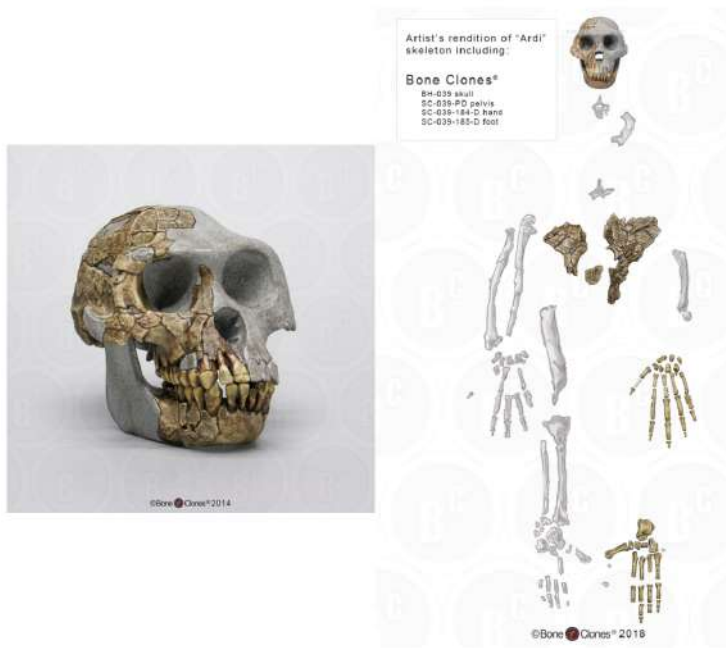 ©Bone Clones® 2014
Artist's rendition of "Ardi"
skeleton including:
Bone Clones®
BH-039 skull
SC-039-PD pelvis
SC-039-184-D hand
SC-039-185-D foot
©Bone Clones® 2018